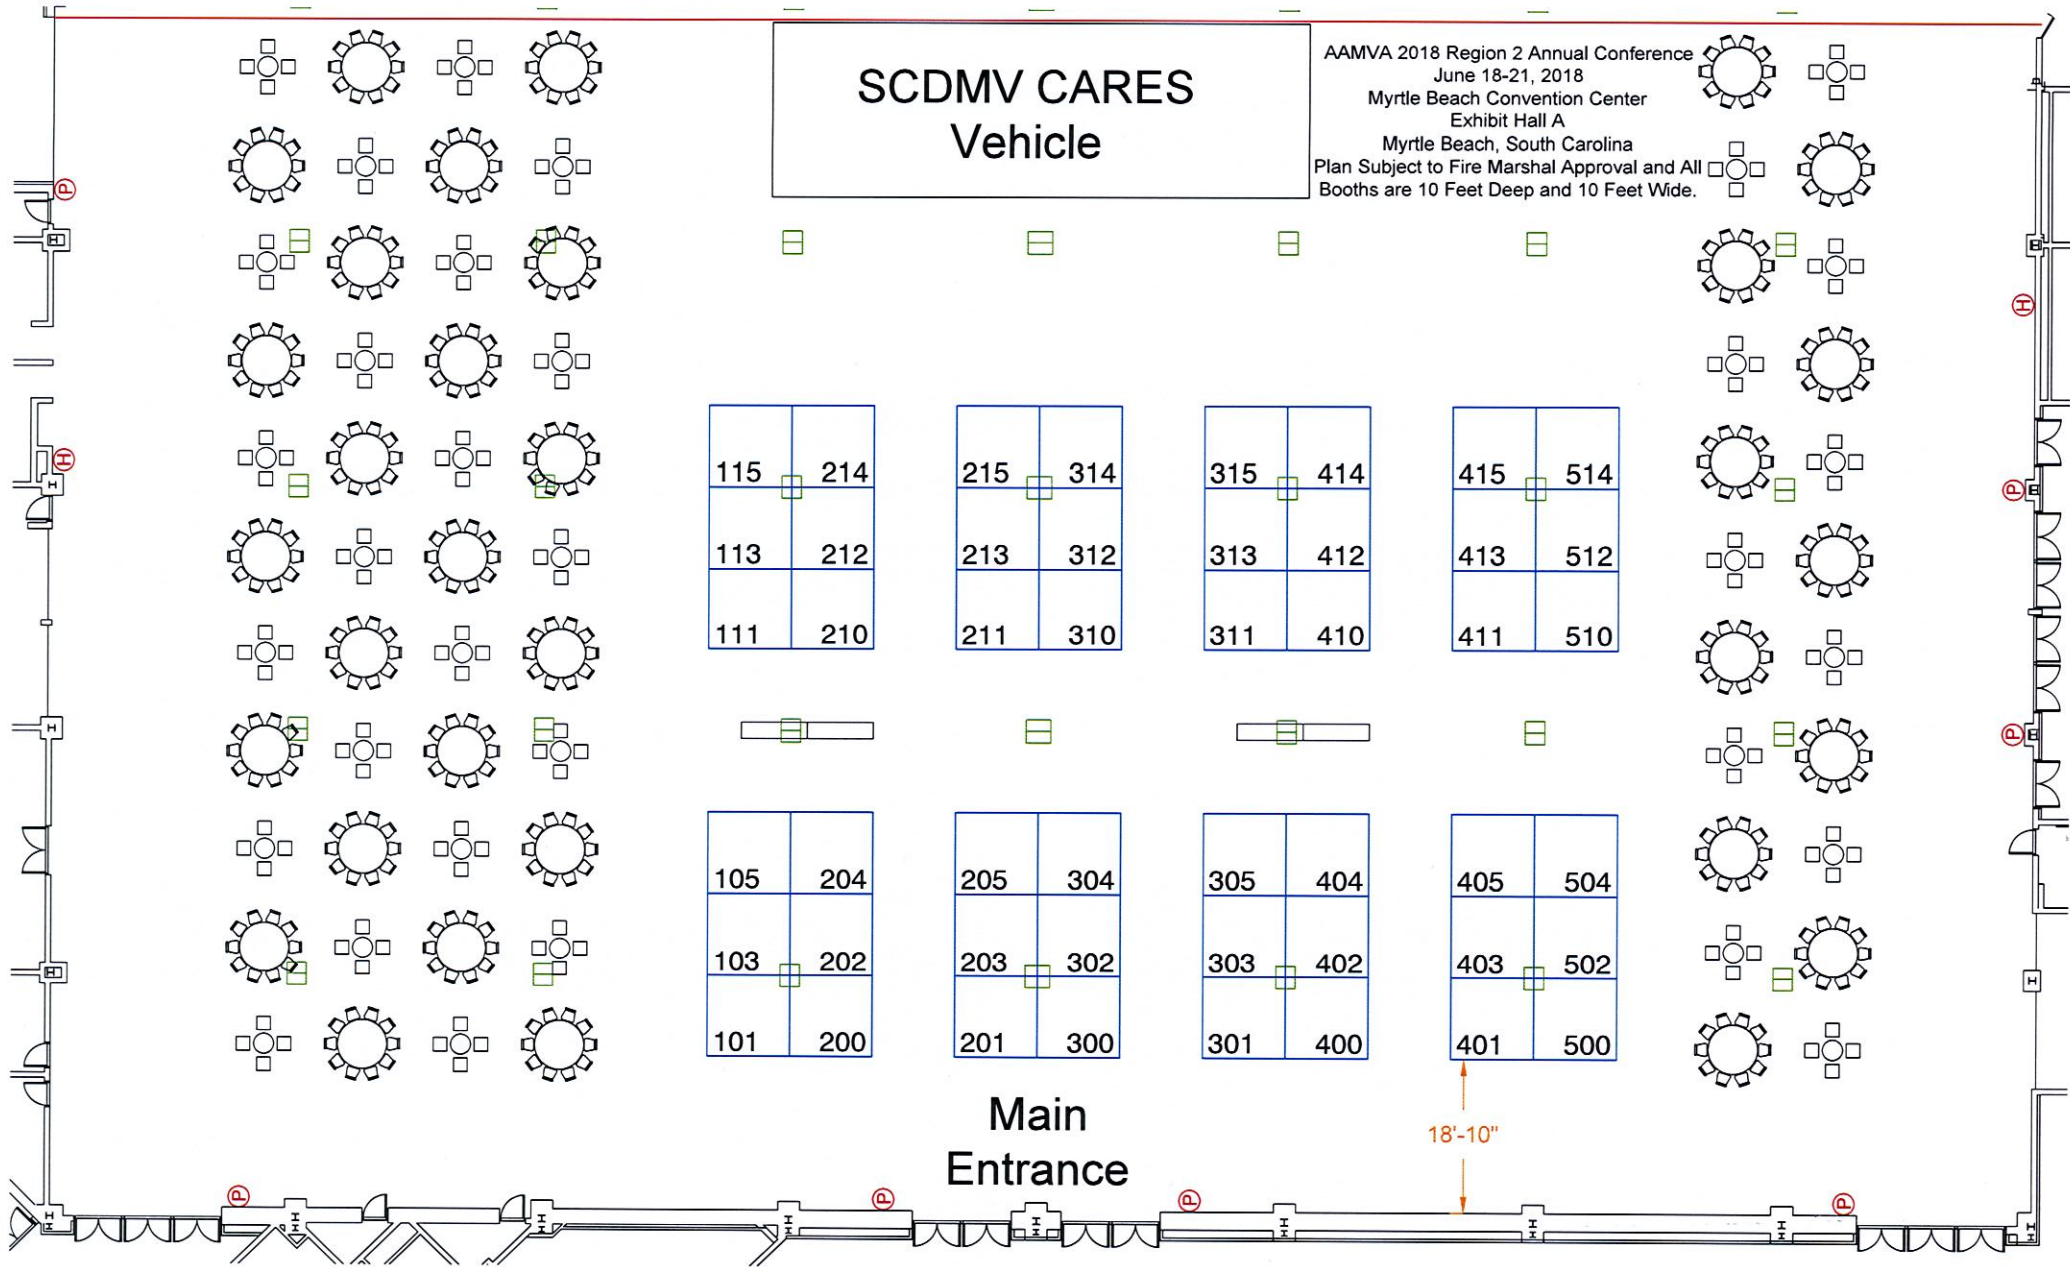 SCDMV CARES
Vehicle
AAMVA 2018 Region 2 Annual Conference
June 18-21, 2018
Myrtle Beach Convention Center
Exhibit Hall A
Myrtle Beach, South Carolina
Plan Subject to Fire Marshal Approval and All
Booths are 10 Feet Deep and 10 Feet Wide.
P
H
H
P
P
115 214 215 314 315 414 415 514
113 212 213 312 313 412 413 512
111 210 211 310 311 410 411 510
105 204 205 304 305 404 405 504
103 202 203 302 303 402 403 502
101 200 201 300 301 400 401 500
Main
Entrance
18'-10"
P
P
P
P